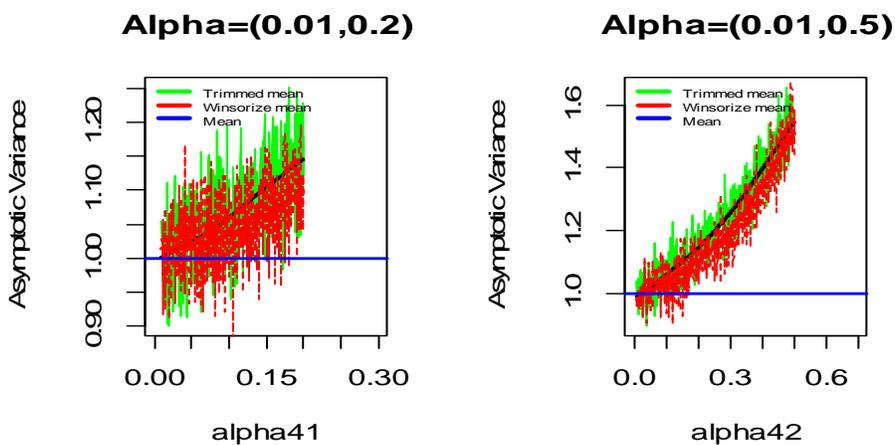 Alpha=(0.01,0.2)
Asymptotic Variance
0.90 1.00 1.10 1.20
Trimmed mean
Winsorize mean
Mean
0.00 0.15 0.30
alpha41
Alpha=(0.01,0.5)
Asymptotic Variance
1.0 1.2 1.4 1.6
Trimmed mean
Winsorize mean
Mean
0.0 0.3 0.6
alpha42